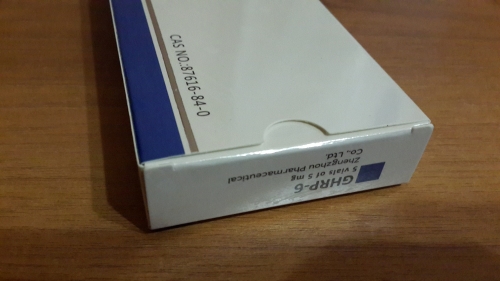 CAS NO.:87616-84-0
GHRP-6
5 vials of 5 mg
Zhengzhou Pharmaceutical
Co., Ltd.